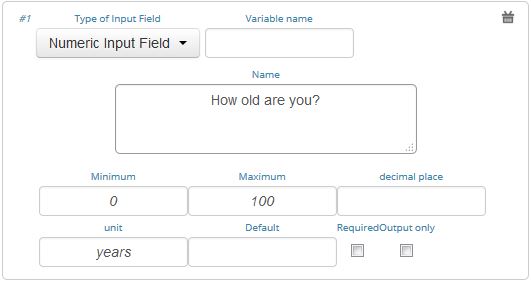 #1 Type of Input Field Variable name
Numeric Input Field
Name
How old are you?
Minimum Maximum decimal place
0 100
unit Default Required Output only
years